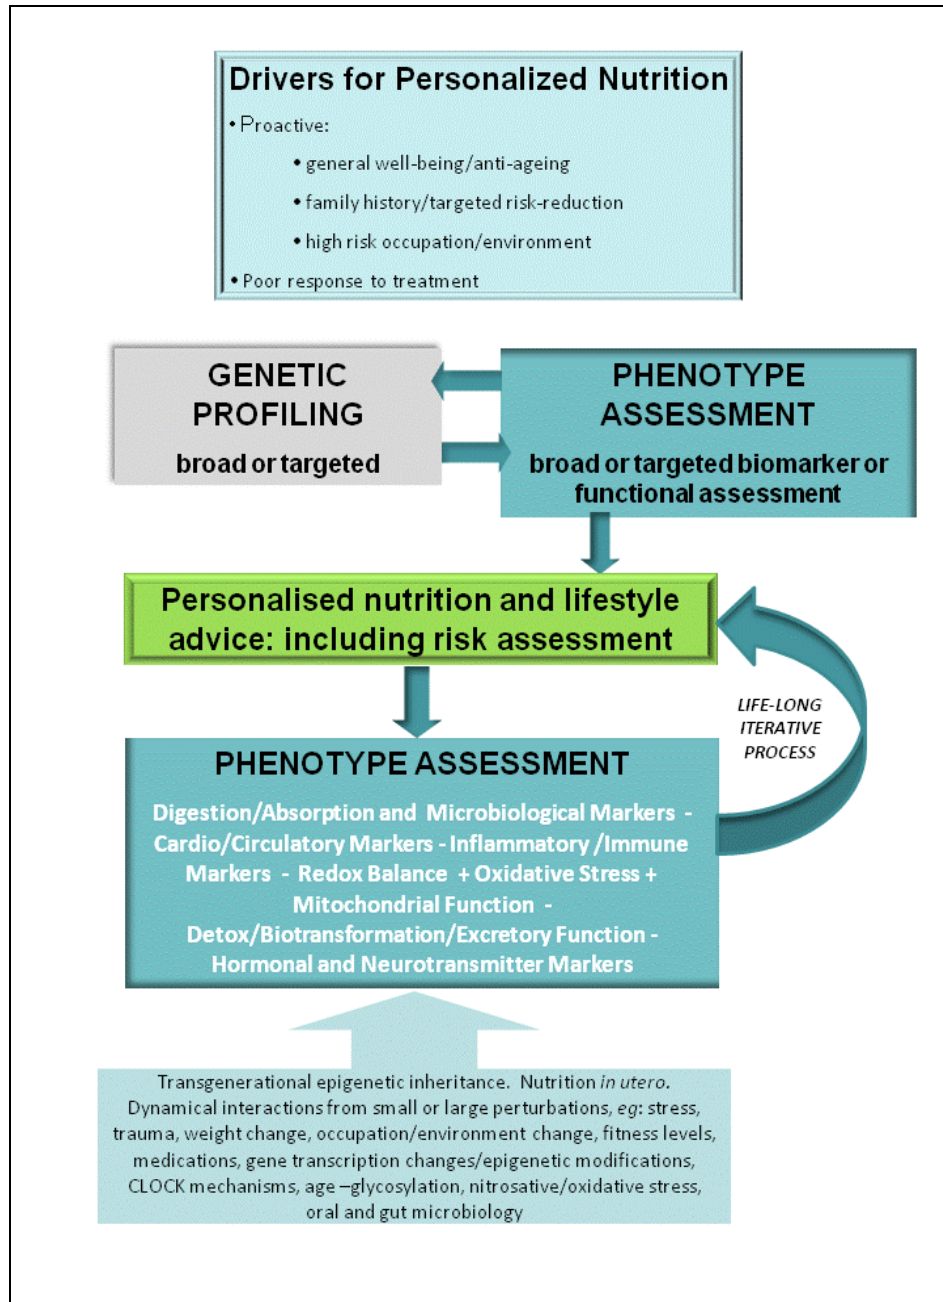 Drivers for Personalized Nutrition
• Proactive:
• general well-being/anti-ageing
• family history/targeted risk-reduction
• high risk occupation/environment
• Poor response to treatment
GENETIC
PROFILING
broad or targeted
PHENOTYPE
ASSESSMENT
broad or targeted biomarker or
functional assessment
Personalised nutrition and lifestyle
advice: including risk assessment
LIFE-LONG
ITERATIVE
PROCESS
PHENOTYPE ASSESSMENT
Digestion/Absorption and Microbiological Markers -
Cardio/Circulatory Markers - Inflammatory /Immune
Markers - Redox Balance + Oxidative Stress +
Mitochondrial Function -
Detox/Biotransformation/Excretory Function -
Hormonal and Neurotransmitter Markers
Transgenerational epigenetic inheritance. Nutrition in utero.
Dynamical interactions from small or large perturbations, eg: stress,
trauma, weight change, occupation/environment change, fitness levels,
medications, gene transcription changes/epigenetic modifications,
CLOCK mechanisms, age –glycosylation, nitrosative/oxidative stress,
oral and gut microbiology